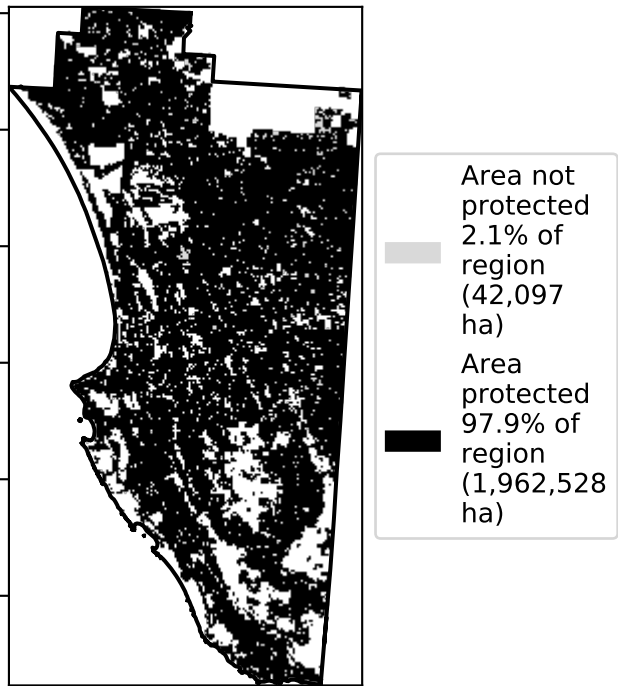 Area not
protected
2.1% of
region
(42,097
ha)
Area
protected
97.9% of
region
(1,962,528
ha)